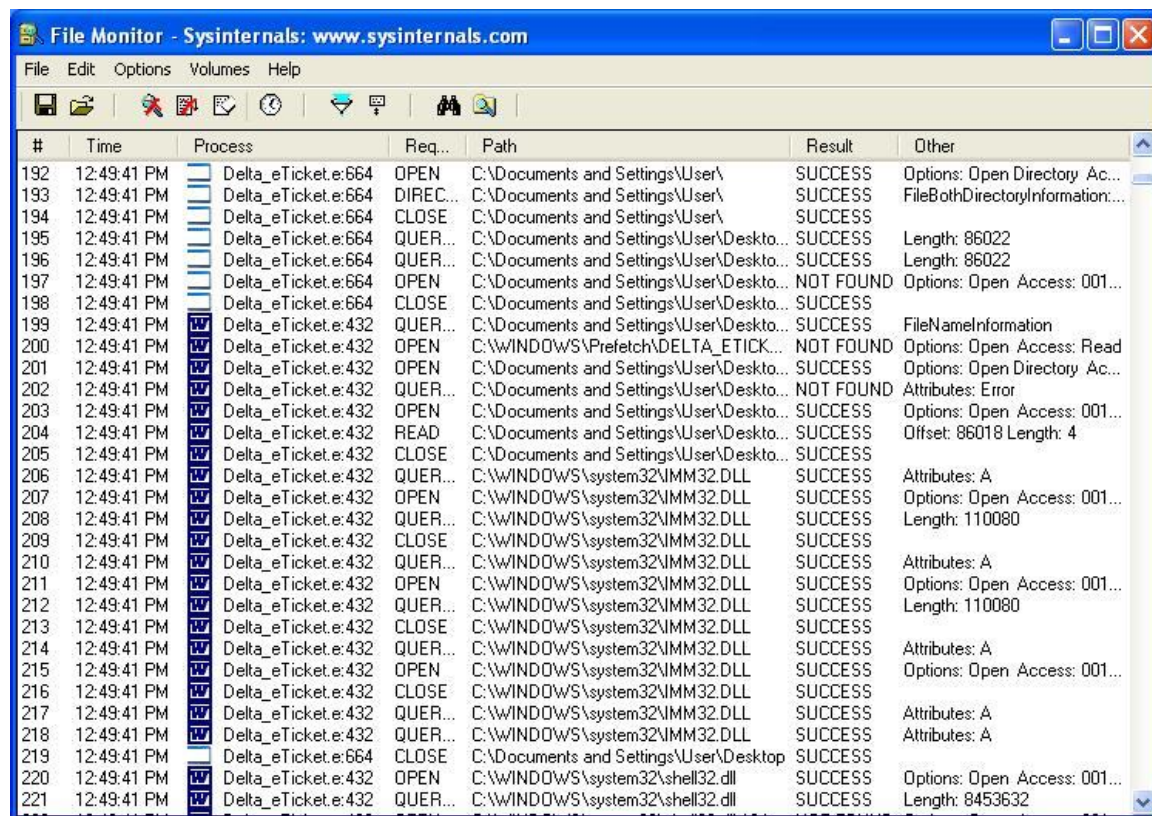 File Monitor - Sysinternals: www.sysinternals.com
File Edit Options Volumes Help
# Time Process Req... Path Result Other
192 12:49:41 PM Delta_eTicket.e:664 OPEN C:\Documents and Settings\User\ SUCCESS Options: Open Directory Ac...
193 12:49:41 PM Delta_eTicket.e:664 DIREC... C:\Documents and Settings\User\ SUCCESS FileBothDirectoryInformation:...
194 12:49:41 PM Delta_eTicket.e:664 CLOSE C:\Documents and Settings\User\ SUCCESS
195 12:49:41 PM Delta_eTicket.e:664 QUER... C:\Documents and Settings\User\Deskto... SUCCESS Length: 86022
196 12:49:41 PM Delta_eTicket.e:664 QUER... C:\Documents and Settings\User\Deskto... SUCCESS Length: 86022
197 12:49:41 PM Delta_eTicket.e:664 OPEN C:\Documents and Settings\User\Deskto... NOT FOUND Options: Open Access: 001...
198 12:49:41 PM Delta_eTicket.e:664 CLOSE C:\Documents and Settings\User\Deskto... SUCCESS
199 12:49:41 PM Delta_eTicket.e:432 QUER... C:\Documents and Settings\User\Deskto... SUCCESS FileNameInformation
200 12:49:41 PM Delta_eTicket.e:432 OPEN C:\WINDOWS\Prefetch\DELTA_ETICK... NOT FOUND Options: Open Access: Read
201 12:49:41 PM Delta_eTicket.e:432 OPEN C:\Documents and Settings\User\Deskto... SUCCESS Options: Open Directory Ac...
202 12:49:41 PM Delta_eTicket.e:432 QUER... C:\Documents and Settings\User\Deskto... NOT FOUND Attributes: Error
203 12:49:41 PM Delta_eTicket.e:432 OPEN C:\Documents and Settings\User\Deskto... SUCCESS Options: Open Access: 001...
204 12:49:41 PM Delta_eTicket.e:432 READ C:\Documents and Settings\User\Deskto... SUCCESS Offset: 86018 Length: 4
205 12:49:41 PM Delta_eTicket.e:432 CLOSE C:\Documents and Settings\User\Deskto... SUCCESS
206 12:49:41 PM Delta_eTicket.e:432 QUER... C:\WINDOWS\system32\IMM32.DLL SUCCESS Attributes: A
207 12:49:41 PM Delta_eTicket.e:432 OPEN C:\WINDOWS\system32\IMM32.DLL SUCCESS Options: Open Access: 001...
208 12:49:41 PM Delta_eTicket.e:432 QUER... C:\WINDOWS\system32\IMM32.DLL SUCCESS Length: 110080
209 12:49:41 PM Delta_eTicket.e:432 CLOSE C:\WINDOWS\system32\IMM32.DLL SUCCESS
210 12:49:41 PM Delta_eTicket.e:432 QUER... C:\WINDOWS\system32\IMM32.DLL SUCCESS Attributes: A
211 12:49:41 PM Delta_eTicket.e:432 OPEN C:\WINDOWS\system32\IMM32.DLL SUCCESS Options: Open Access: 001...
212 12:49:41 PM Delta_eTicket.e:432 QUER... C:\WINDOWS\system32\IMM32.DLL SUCCESS Length: 110080
213 12:49:41 PM Delta_eTicket.e:432 CLOSE C:\WINDOWS\system32\IMM32.DLL SUCCESS
214 12:49:41 PM Delta_eTicket.e:432 QUER... C:\WINDOWS\system32\IMM32.DLL SUCCESS Attributes: A
215 12:49:41 PM Delta_eTicket.e:432 OPEN C:\WINDOWS\system32\IMM32.DLL SUCCESS Options: Open Access: 001...
216 12:49:41 PM Delta_eTicket.e:432 CLOSE C:\WINDOWS\system32\IMM32.DLL SUCCESS
217 12:49:41 PM Delta_eTicket.e:432 QUER... C:\WINDOWS\system32\IMM32.DLL SUCCESS Attributes: A
218 12:49:41 PM Delta_eTicket.e:432 QUER... C:\WINDOWS\system32\IMM32.DLL SUCCESS Attributes: A
219 12:49:41 PM Delta_eTicket.e:664 CLOSE C:\Documents and Settings\User\Desktop SUCCESS
220 12:49:41 PM Delta_eTicket.e:432 OPEN C:\WINDOWS\system32\shell32.dll SUCCESS Options: Open Access: 001...
221 12:49:41 PM Delta_eTicket.e:432 QUER... C:\WINDOWS\system32\shell32.dll SUCCESS Length: 8453632